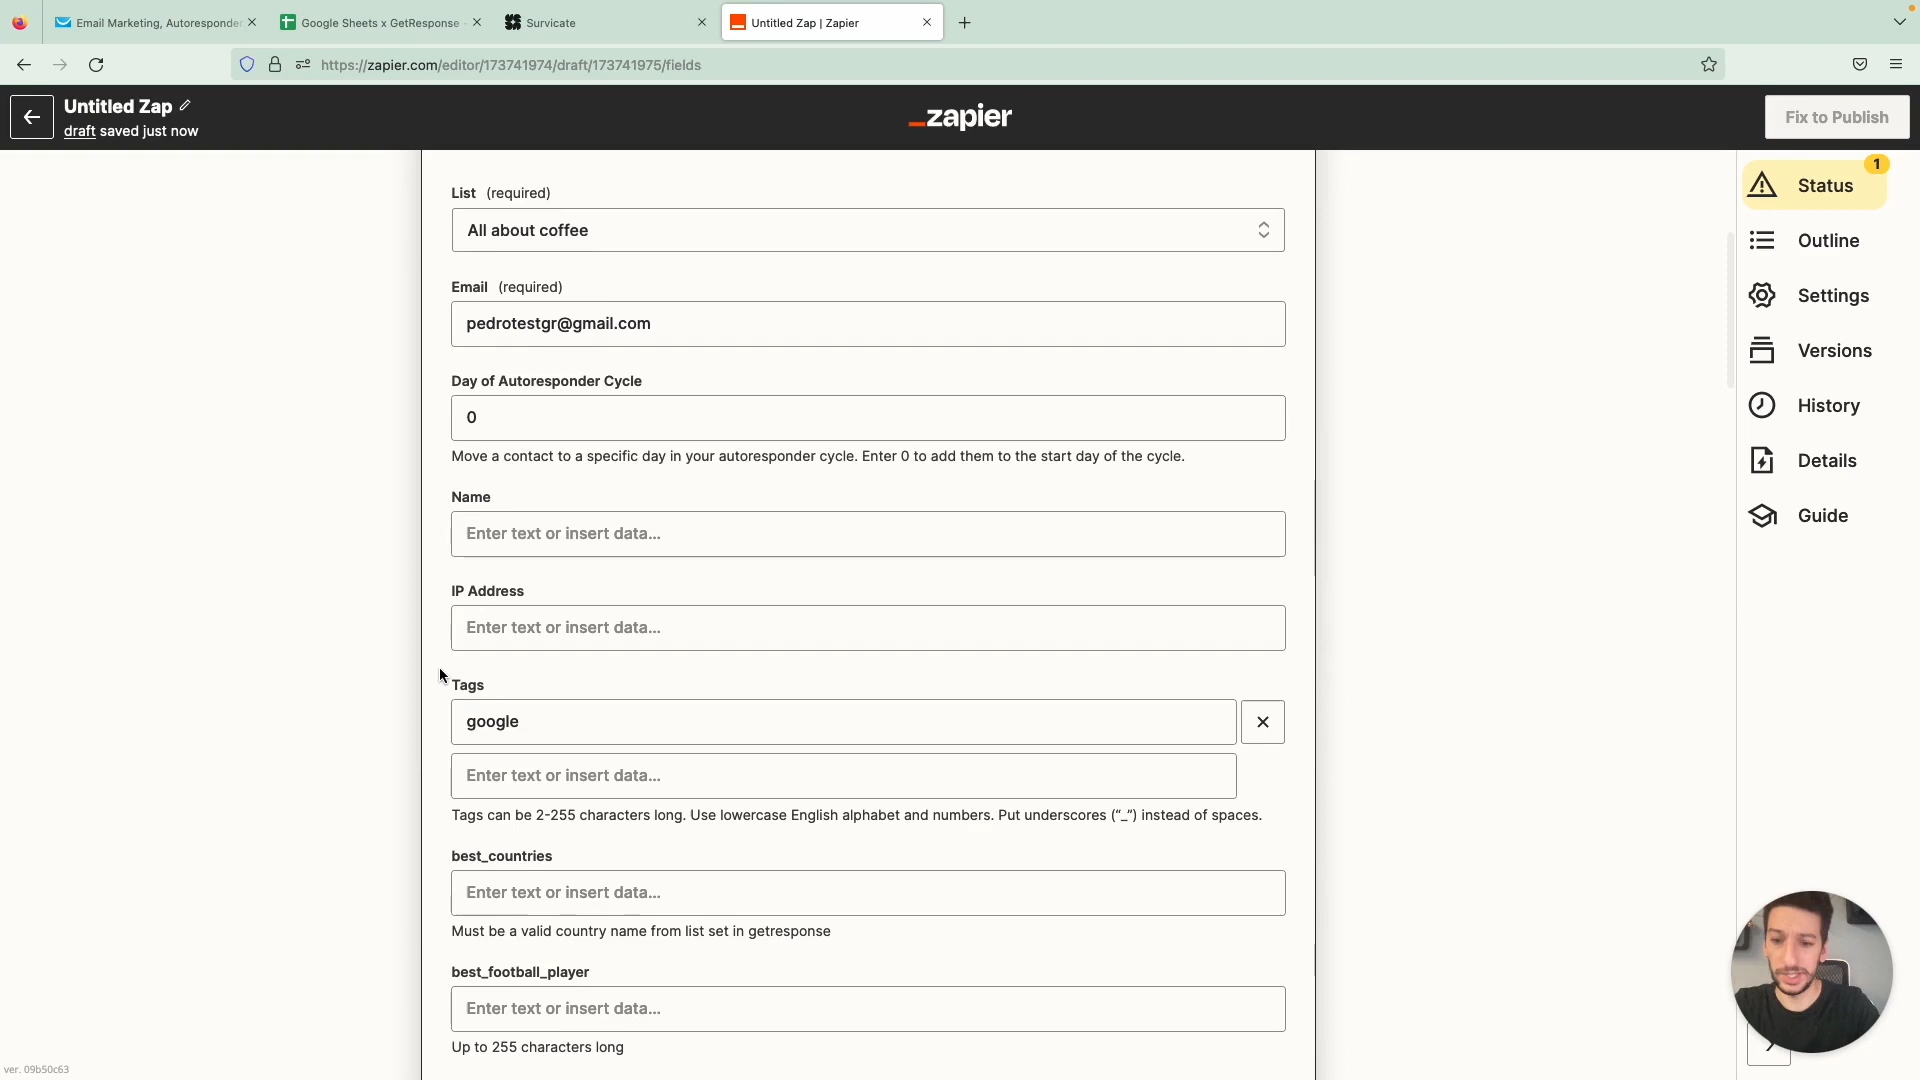 Email Marketing, Autoresponder
Google Sheets x GetResponse -
Survicate
Untitled Zap | Zapier
https://zapier.com/editor/173741974/draft/173741975/fields
Untitled Zap
draft saved just now
_zapier
Fix to Publish
1
Status
Outline
Settings
Versions
History
Details
Guide
List (required)
All about coffee
Email (required)
pedrotestgr@gmail.com
Day of Autoresponder Cycle
0
Move a contact to a specific day in your autoresponder cycle. Enter 0 to add them to the start day of the cycle.
Name
Enter text or insert data...
IP Address
Enter text or insert data...
Tags
google
Enter text or insert data...
Tags can be 2-255 characters long. Use lowercase English alphabet and numbers. Put underscores (“_”) instead of spaces.
best_countries
Enter text or insert data...
Must be a valid country name from list set in getresponse
best_football_player
Enter text or insert data...
Up to 255 characters long
ver. 09b50c63